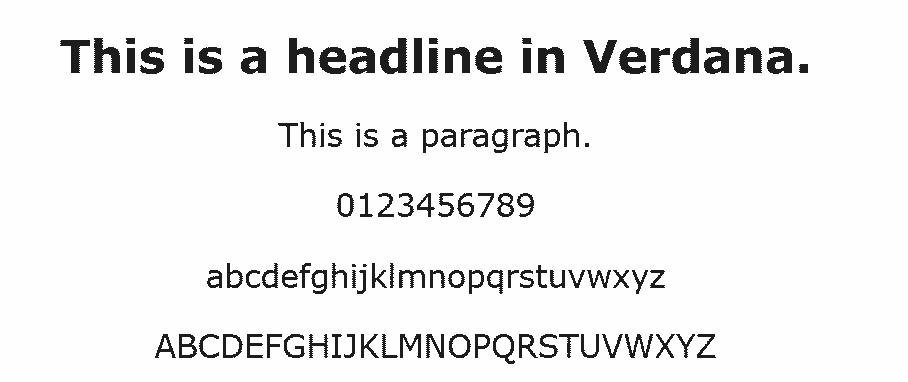 This is a headline in Verdana.
This is a paragraph.
0123456789
abcdefghijklmnopqrstuvwxyz
ABCDEFGHIJKLMNOPQRSTUVWXYZ